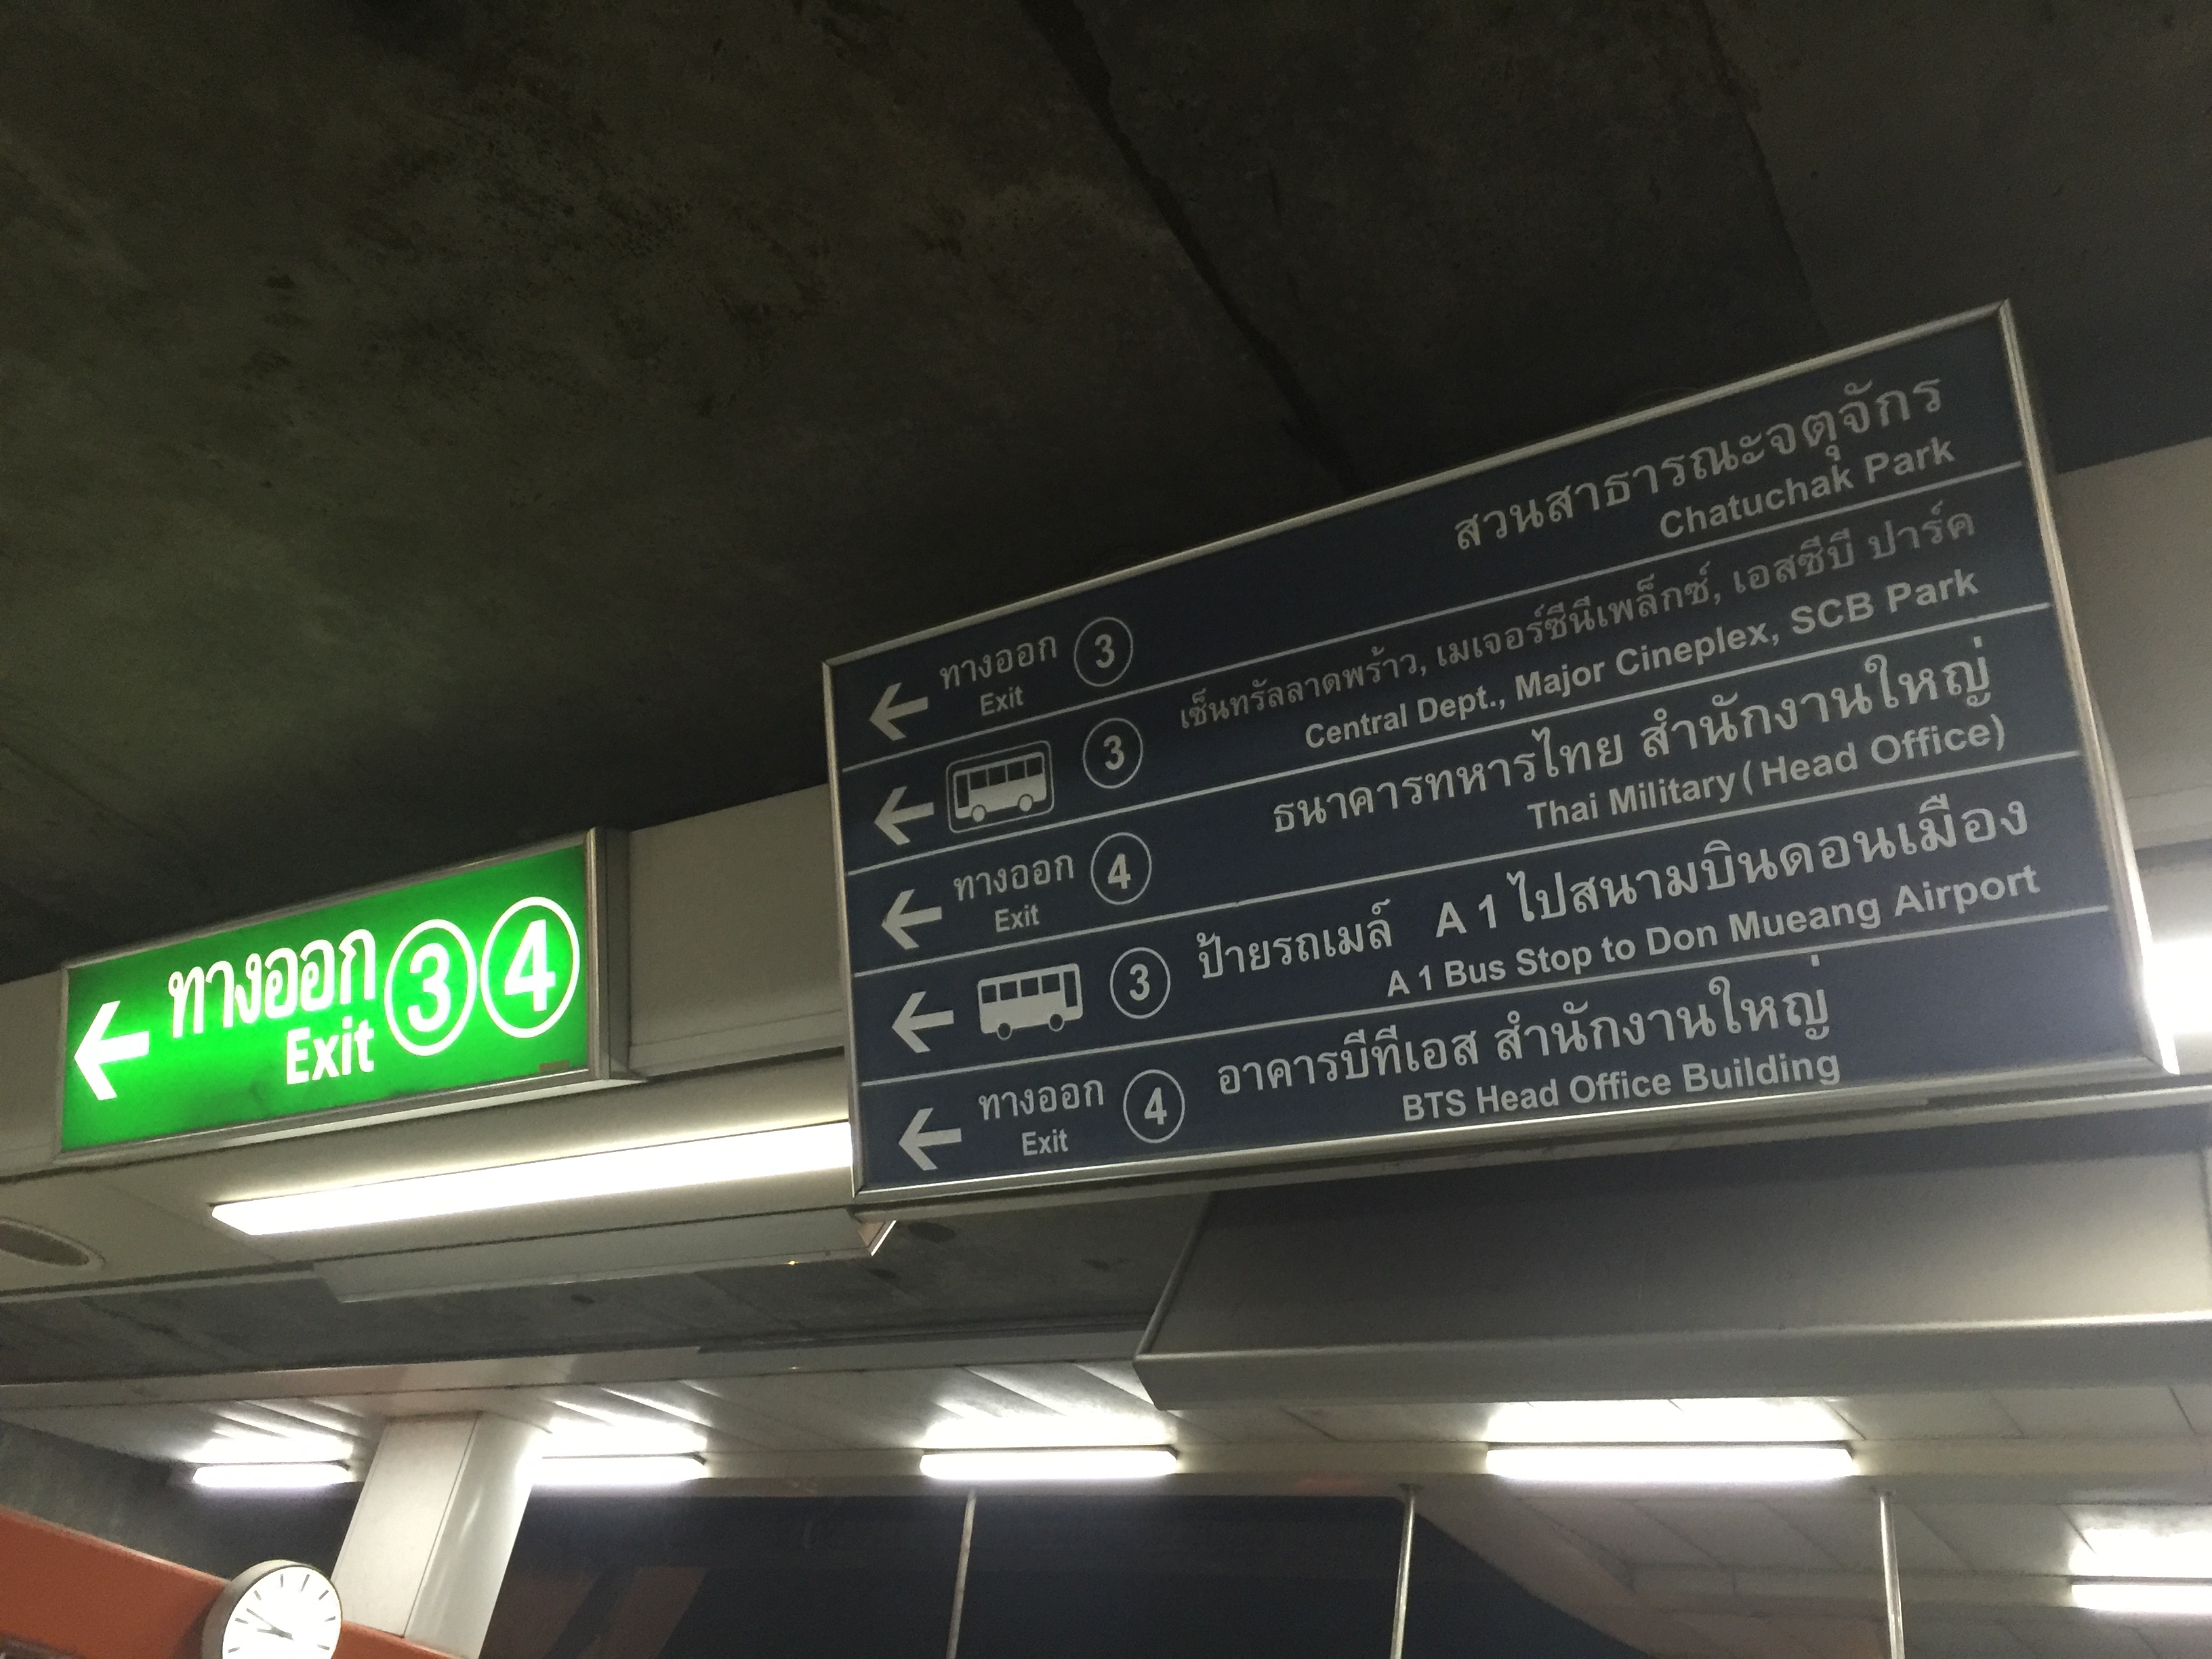 ทางออก 3 4
Exit
ทางออก 3 สวนสาธารณะจตุจักร
Exit Chatuchak Park
3 เซ็นทรัลลาดพร้าว, เมเจอร์ซีนีเพล็กซ์, เอสซีบี ปาร์ค
Central Dept., Major Cineplex, SCB Park
ทางออก 4 ธนาคารทหารไทย สำนักงานใหญ่
Exit Thai Military ( Head Office)
3 ป้ายรถเมล์ A 1 ไปสนามบินดอนเมือง
A 1 Bus Stop to Don Mueang Airport
ทางออก 4 อาคารบีทีเอส สำนักงานใหญ่
Exit BTS Head Office Building